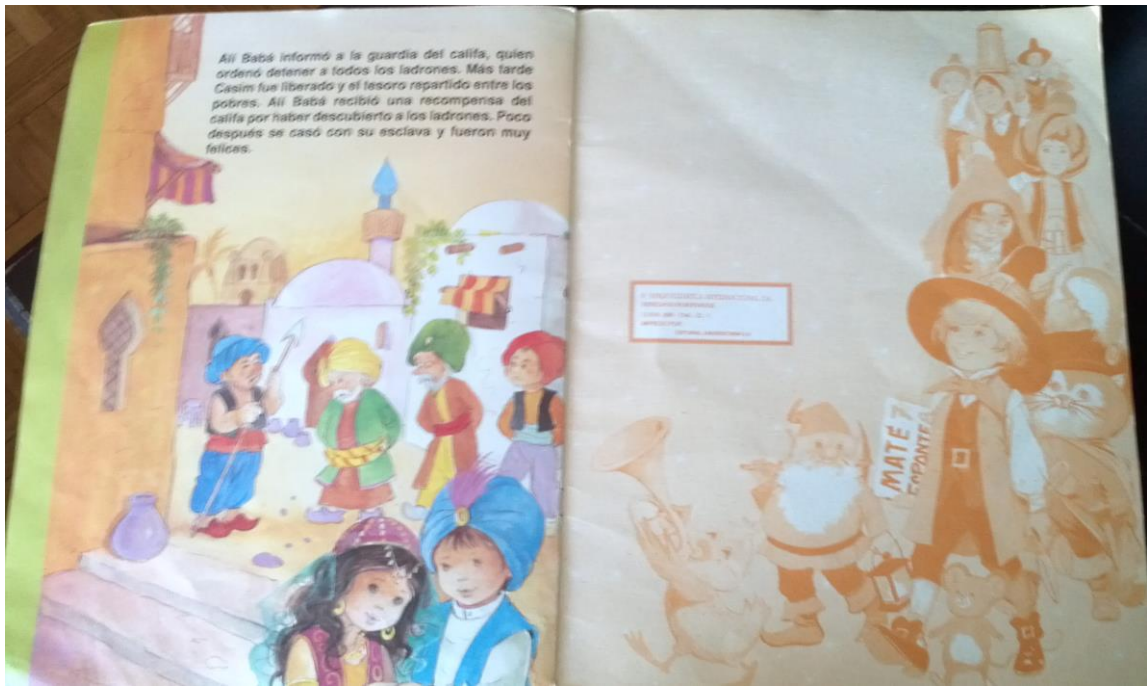 Alí Babá informó a la guardia del califa, quien
ordenó detener a todos los ladrones. Más tarde
Casim fue liberado y el tesoro repartido entre los
pobres. Alí Babá recibió una recompensa del
califa por haber descubierto a los ladrones. Poco
después se casó con su esclava y fueron muy
felices.
MATE 7